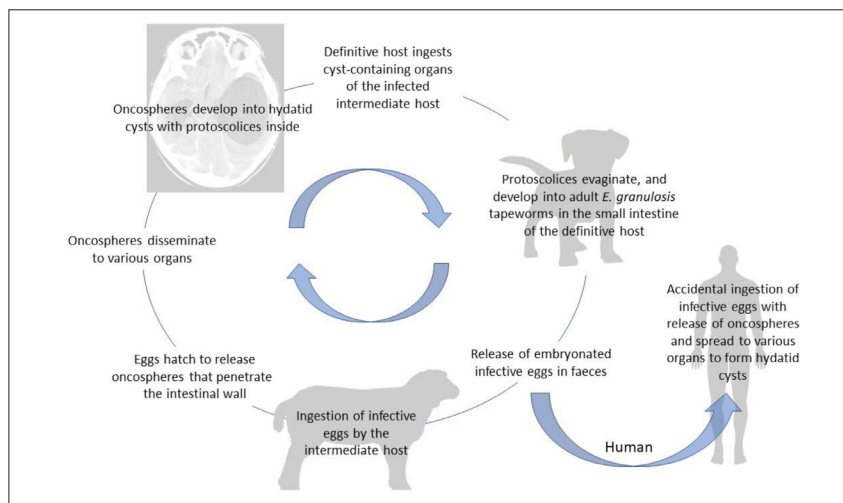 Definitive host ingests
cyst-containing organs
of the infected
intermediate host
Protoscolices evaginate, and
develop into adult E. granulosis
tapeworms in the small intestine
of the definitive host
Release of embryonated
infective eggs in faeces
Ingestion of infective
eggs by the
intermediate host
Eggs hatch to release
oncospheres that penetrate
the intestinal wall
Oncospheres disseminate
to various organs
Oncospheres develop into hydatid
cysts with protoscolices inside
Human
Accidental ingestion of
infective eggs with
release of oncospheres
and spread to various
organs to form hydatid
cysts